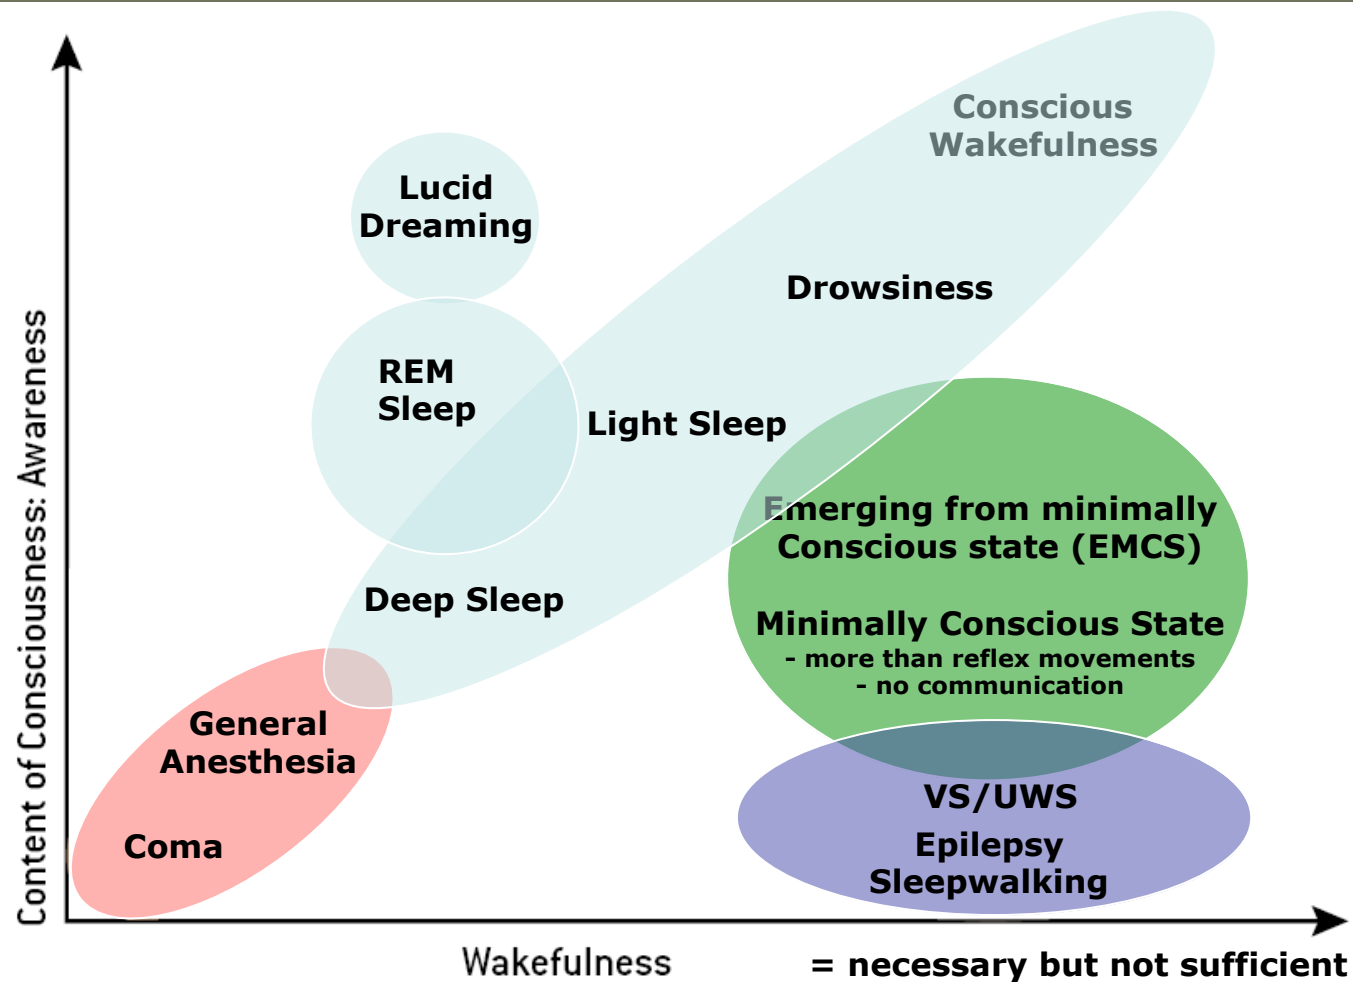 Content of Consciousness: Awareness
Conscious
Wakefulness
Lucid
Dreaming
Drowsiness
REM
Sleep
Light Sleep
Emerging from minimally
Conscious state (EMCS)
Deep Sleep
Minimally Conscious State
- more than reflex movements
- no communication
General
Anesthesia
VS/UWS
Coma
Epilepsy
Sleepwalking
Wakefulness
= necessary but not sufficient